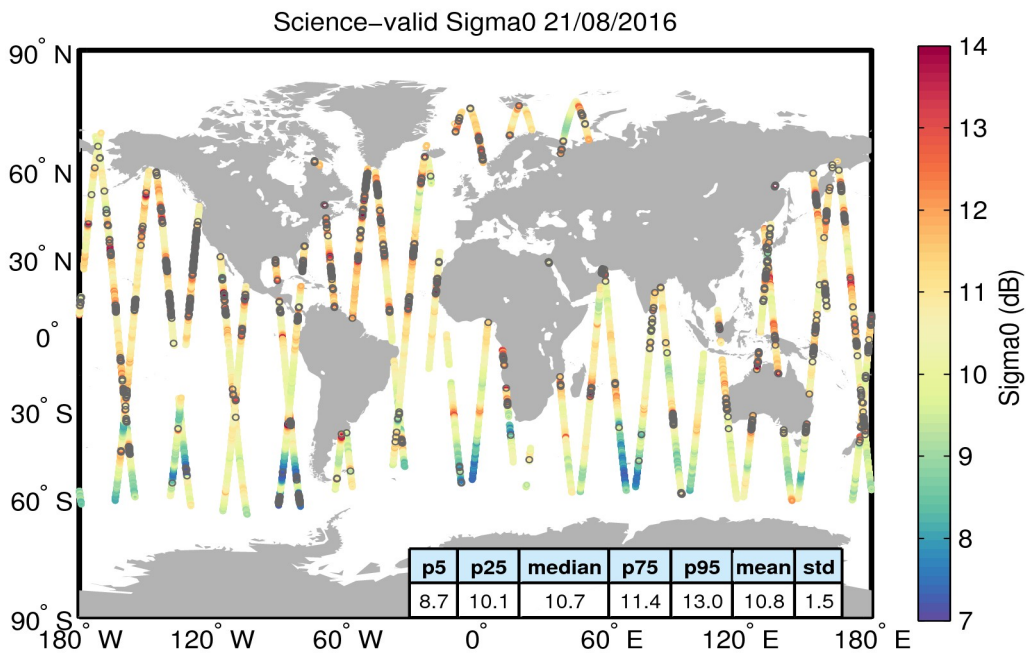 Science−valid Sigma0 21/08/2016
90° N
60° N
30° N
0°
30° S
60° S
90° S
180° W
120° W
60° W
0°
60° E
120° E
180° E
p5 p25 median p75 p95 mean std
8.7 10.1 10.7 11.4 13.0 10.8 1.5
14
13
12
11
10
9
8
7
Sigma0 (dB)